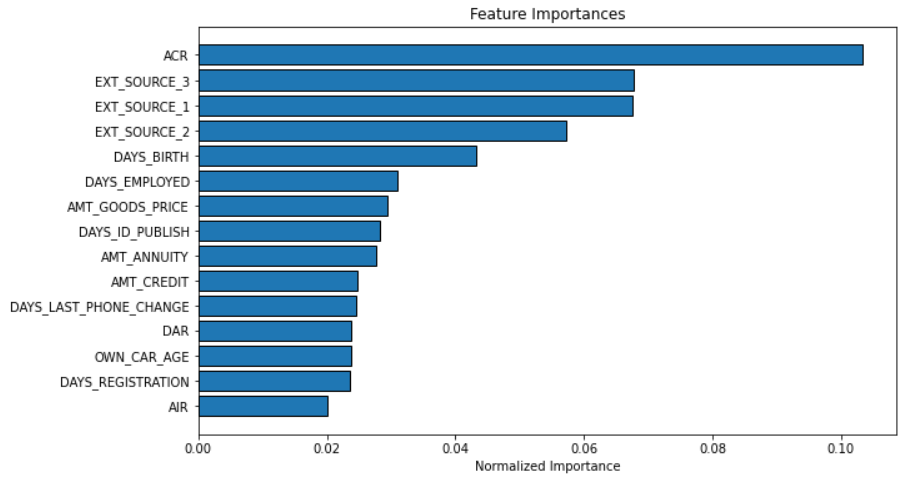 Feature Importances
ACR
EXT_SOURCE_3
EXT_SOURCE_1
EXT_SOURCE_2
DAYS_BIRTH
DAYS_EMPLOYED
AMT_GOODS_PRICE
DAYS_ID_PUBLISH
AMT_ANNUITY
AMT_CREDIT
DAYS_LAST_PHONE_CHANGE
DAR
OWN_CAR_AGE
DAYS_REGISTRATION
AIR
0.00 0.02 0.04 0.06 0.08 0.10
Normalized Importance